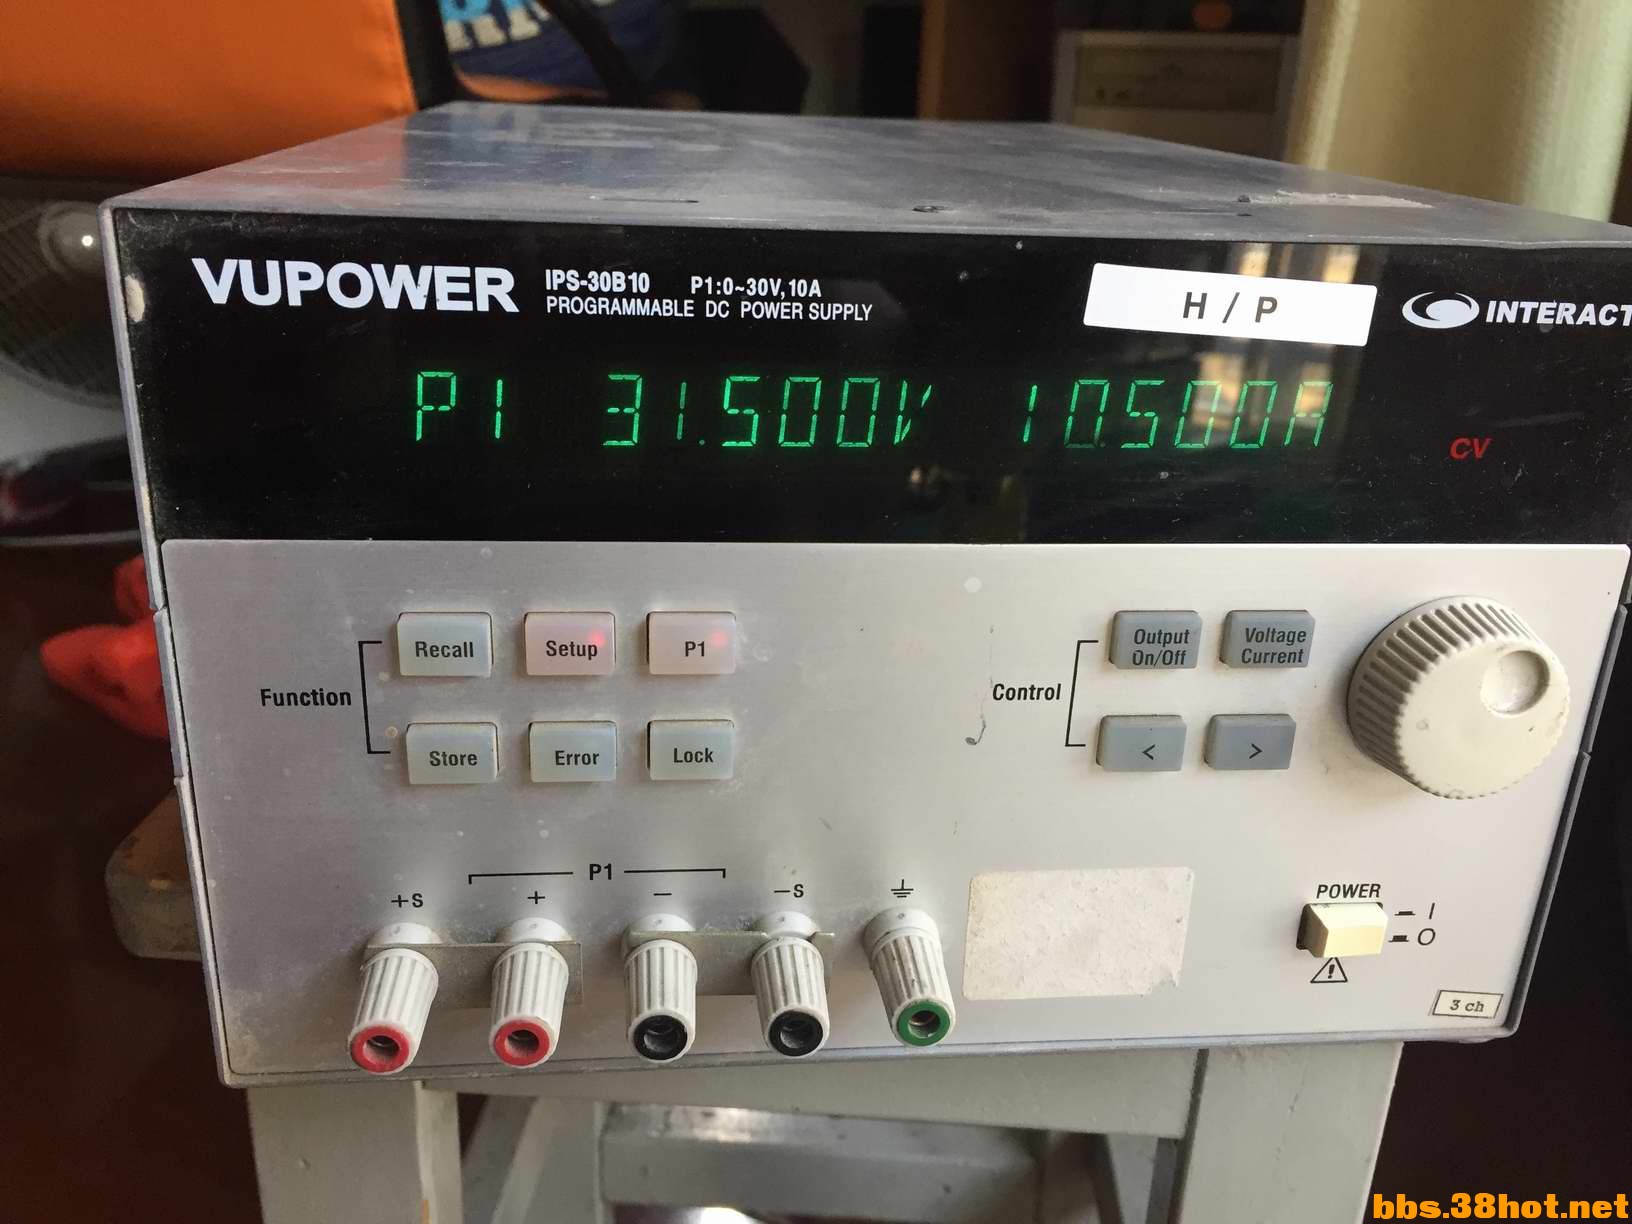 VUPOWER IPS-30B10 P1:0~30V,10A
PROGRAMMABLE DC POWER SUPPLY
H / P
INTERACT
P1 31.500V 10.500A
CV
Recall Setup P1
Function
Store Error Lock
Output On/Off
Voltage Current
Control
< >
P1
+S + − −S
POWER
I
O
3 ch
bbs.38hot.net